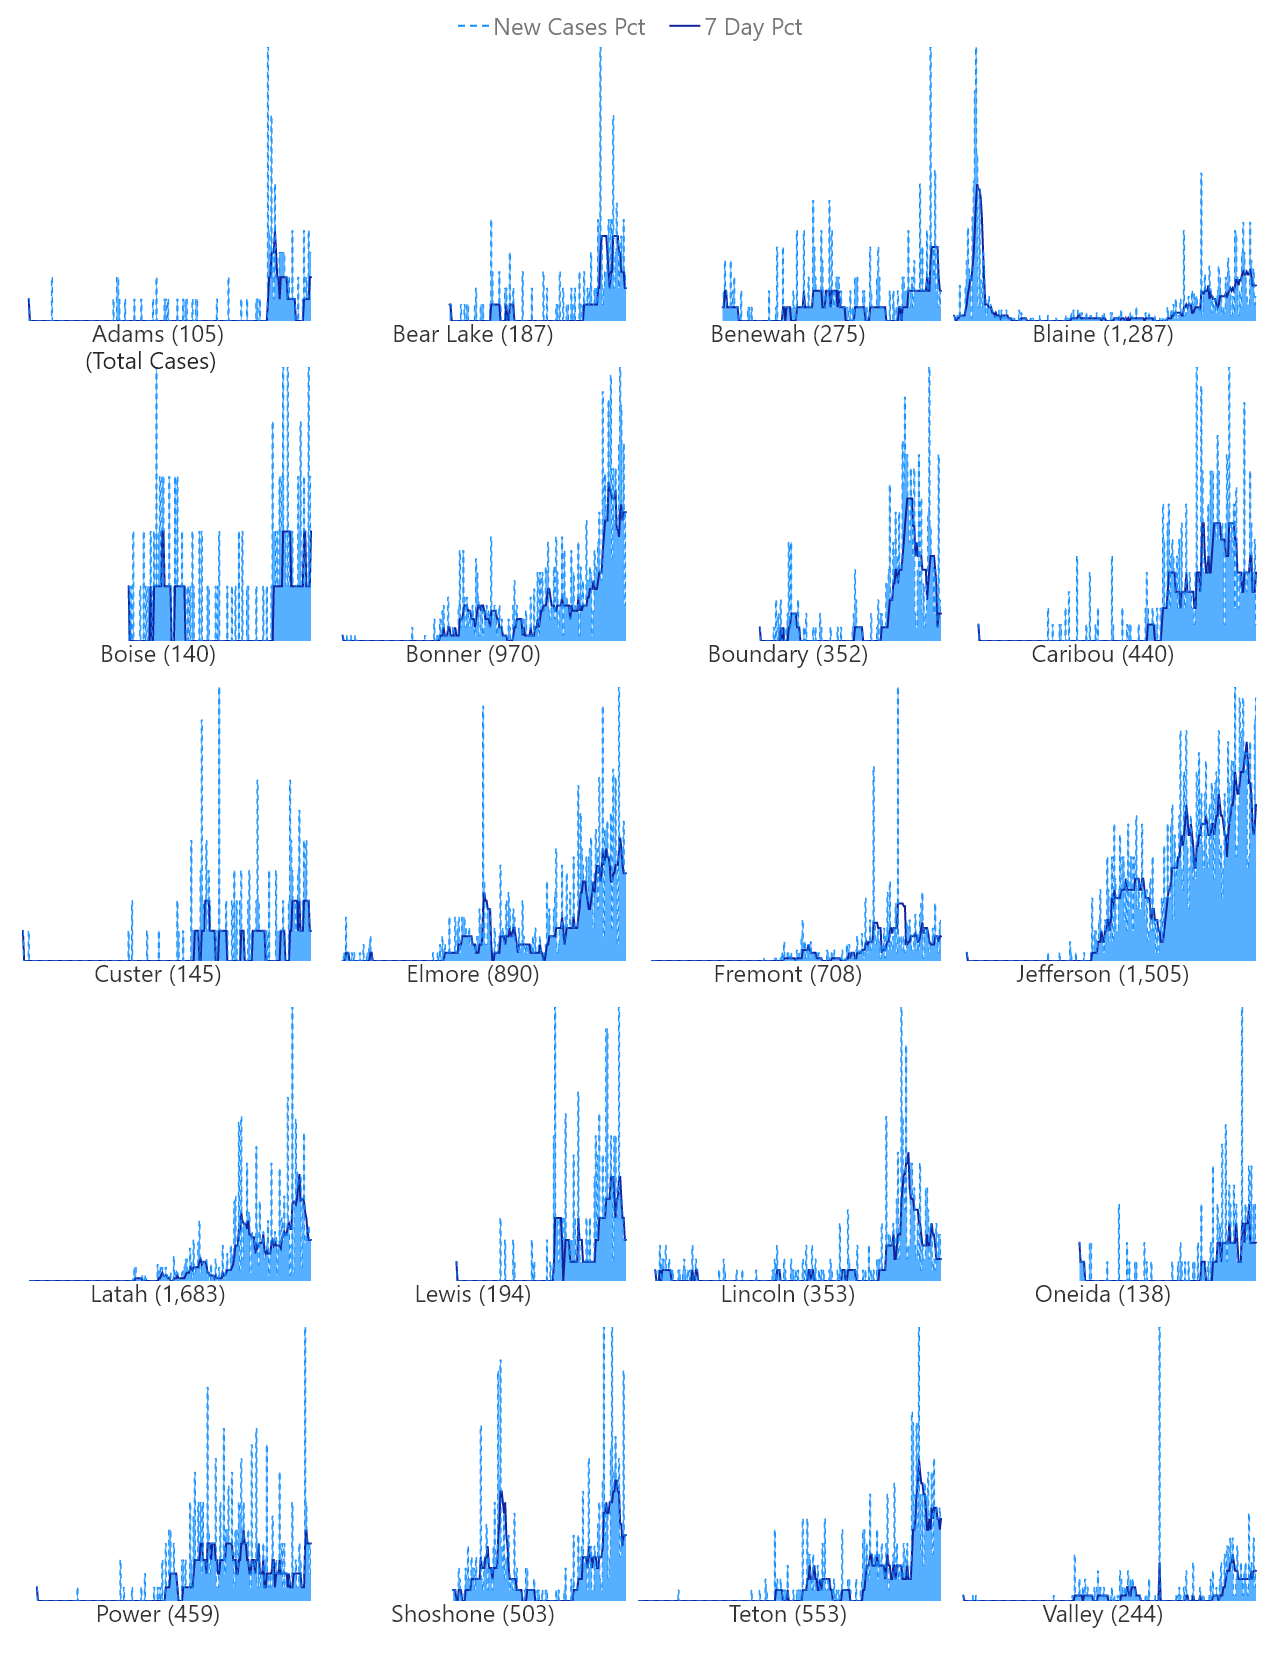 New Cases Pct 7 Day Pct
Adams (105) Bear Lake (187) Benewah (275) Blaine (1,287)
(Total Cases)
Boise (140) Bonner (970) Boundary (352) Caribou (440)
Custer (145) Elmore (890) Fremont (708) Jefferson (1,505)
Latah (1,683) Lewis (194) Lincoln (353) Oneida (138)
Power (459) Shoshone (503) Teton (553) Valley (244)